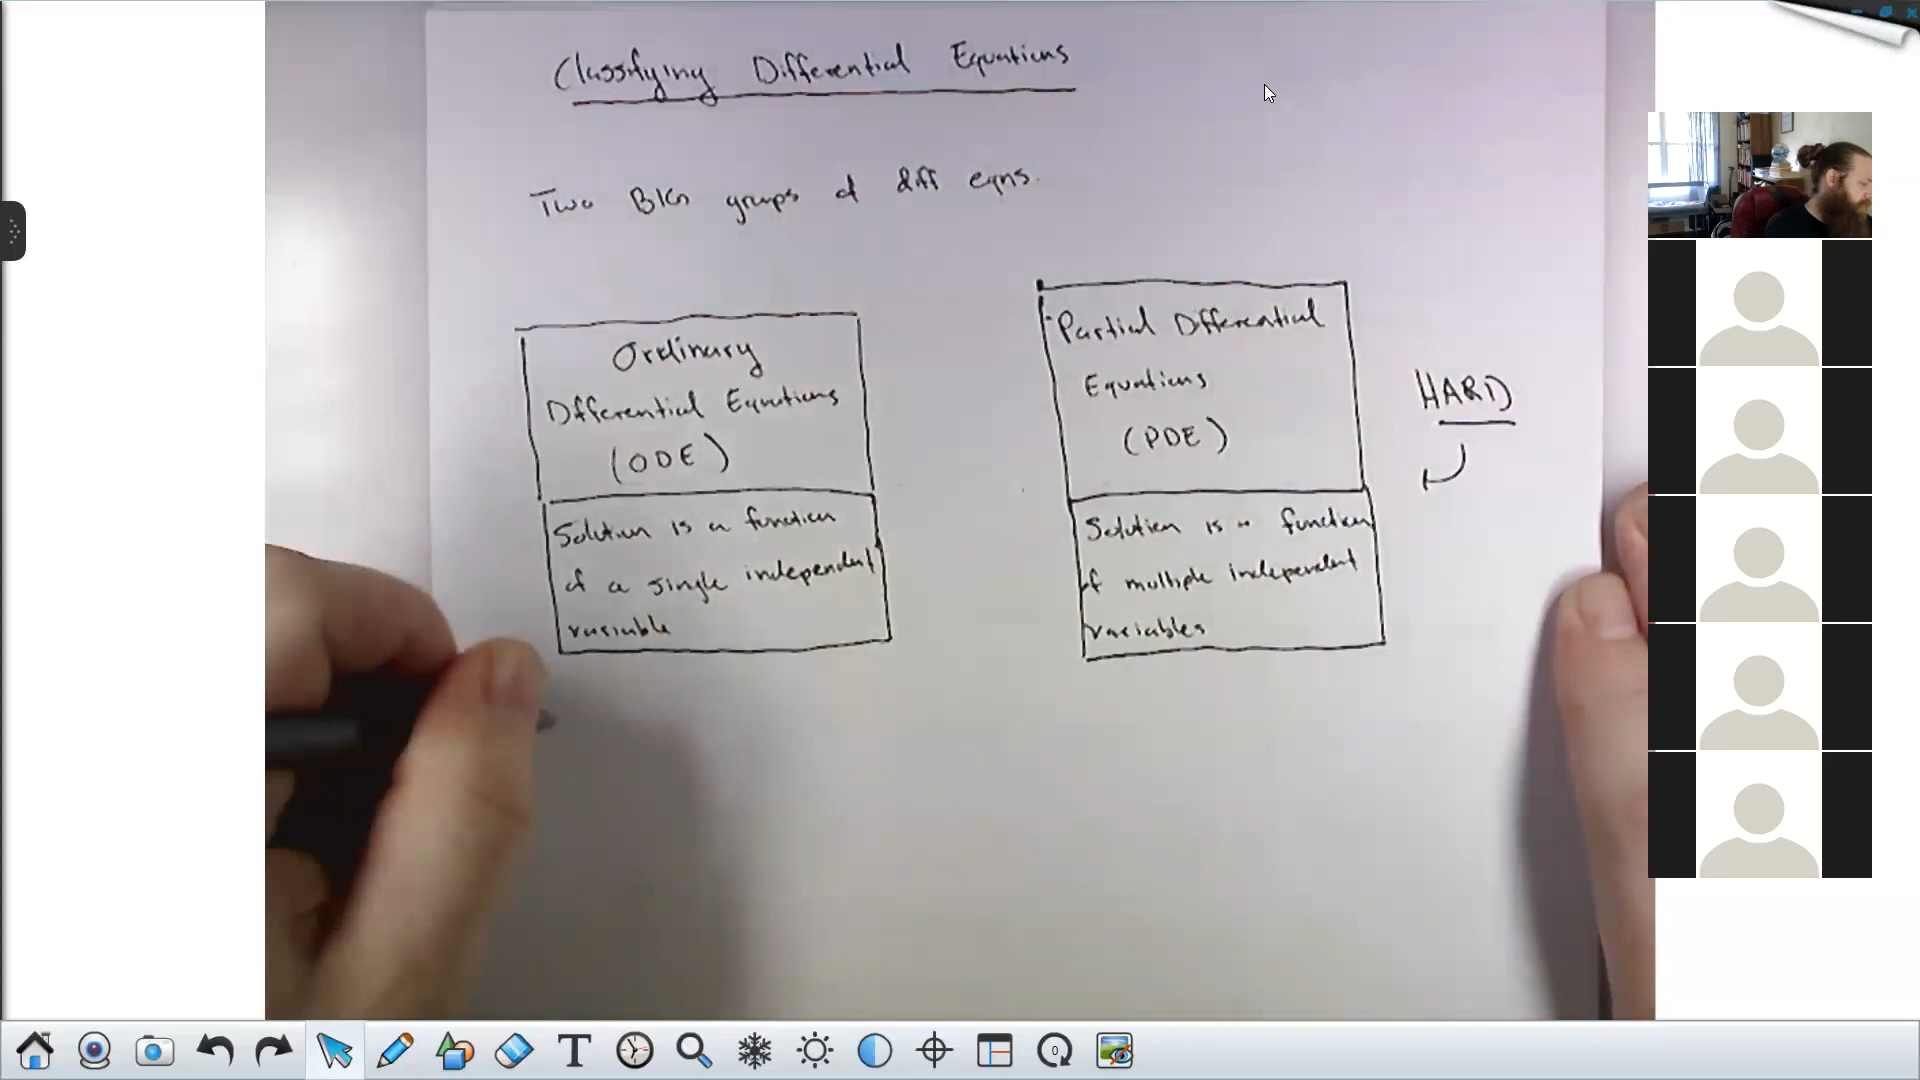 Classifying Differential Equations
Two BIG groups of diff eqns.
Ordinary
Differential Equations
(ODE)
Solution is a function
of a single independent
variable
Partial Differential
Equations
(PDE)
Solution is a function
of multiple independent
variables
HARD
T
0